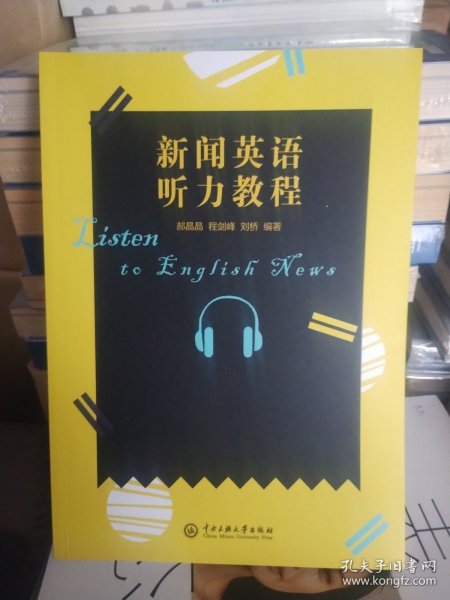 新闻英语
听力教程
郝晶晶 程剑峰 刘桥 编著
Listen
to English News
中央民族大学出版社
China Minzu University Press
孔夫子旧书网
www.kongfz.com